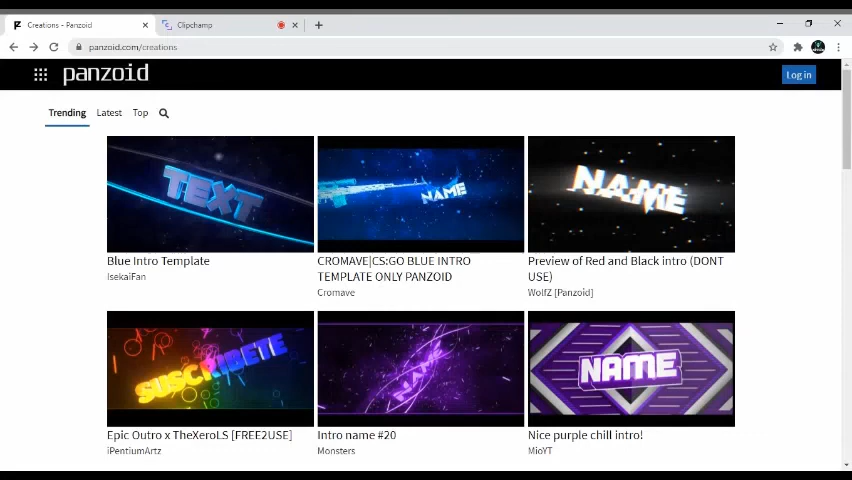 Creations - Panzoid
Clipchamp
panzoid.com/creations
panzoid
Log in
Trending Latest Top
TEXT
NAME
NAME
Blue Intro Template
IsekaiFan
CROMAVE|CS:GO BLUE INTRO
TEMPLATE ONLY PANZOID
Cromave
Preview of Red and Black intro (DONT
USE)
WolfZ [Panzoid]
SUSCRIBETE
NAME
NAME
Epic Outro x TheXeroLS [FREE2USE]
iPentiumArtz
Intro name #20
Monsters
Nice purple chill intro!
MioYT